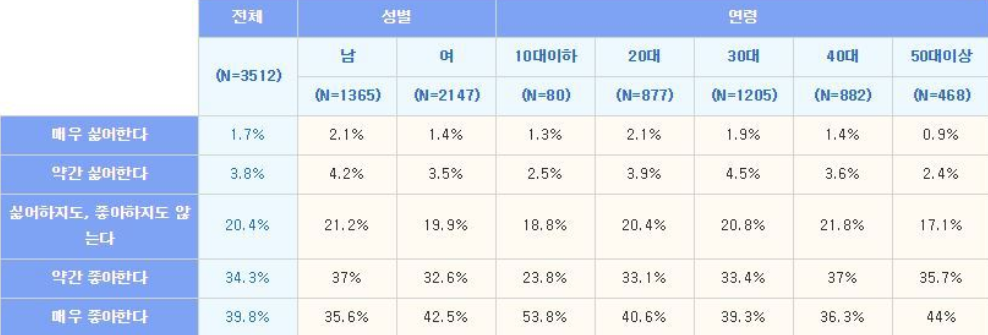 전체 성별 연령
(N=3512) 남 여 10대이하 20대 30대 40대 50대이상
(N=1365) (N=2147) (N=80) (N=877) (N=1205) (N=882) (N=468)
매우 싫어한다 1.7% 2.1% 1.4% 1.3% 2.1% 1.9% 1.4% 0.9%
약간 싫어한다 3.8% 4.2% 3.5% 2.5% 3.9% 4.5% 3.6% 2.4%
싫어하지도, 좋아하지도 않
는다 20.4% 21.2% 19.9% 18.8% 20.4% 20.8% 21.8% 17.1%
약간 좋아한다 34.3% 37% 32.6% 23.8% 33.1% 33.4% 37% 35.7%
매우 좋아한다 39.8% 35.6% 42.5% 53.8% 40.6% 39.3% 36.3% 44%